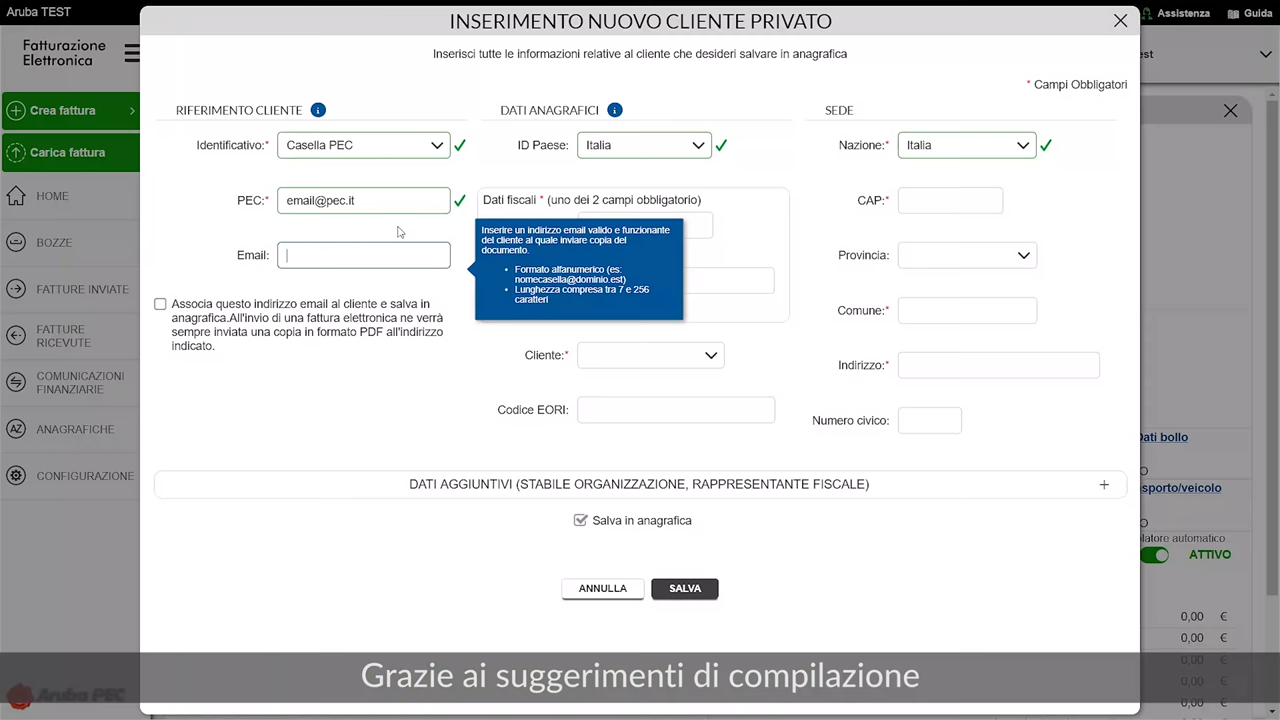 Aruba TEST
Assistenza
Guida
Fatturazione
Elettronica
Crea fattura
Carica fattura
HOME
BOZZE
FATTURE INVIATE
FATTURE
RICEVUTE
COMUNICAZIONI
FINANZIARIE
ANAGRAFICHE
CONFIGURAZIONE
INSERIMENTO NUOVO CLIENTE PRIVATO
Inserisci tutte le informazioni relative al cliente che desideri salvare in anagrafica
* Campi Obbligatori
RIFERIMENTO CLIENTE
Identificativo:* Casella PEC
PEC:* email@pec.it
Email:
Associa questo indirizzo email al cliente e salva in
anagrafica.All'invio di una fattura elettronica ne verrà
sempre inviata una copia in formato PDF all'indirizzo
indicato.
DATI ANAGRAFICI
ID Paese: Italia
Dati fiscali * (uno dei 2 campi obbligatorio)
Inserire un indirizzo email valido e funzionante
del cliente al quale inviare copia del
documento.
• Formato alfanumerico (es:
nomecasella@dominio.est)
• Lunghezza compresa tra 7 e 256
caratteri
Cliente:*
Codice EORI:
SEDE
Nazione:* Italia
CAP:*
Provincia:
Comune:*
Indirizzo:*
Numero civico:
DATI AGGIUNTIVI (STABILE ORGANIZZAZIONE, RAPPRESENTANTE FISCALE)
Salva in anagrafica
ANNULLA
SALVA
Dati bollo
automatico
ATTIVO
0,00 €
0,00 €
0,00 €
0,00 €
0,00 €
Aruba PEC
Grazie ai suggerimenti di compilazione